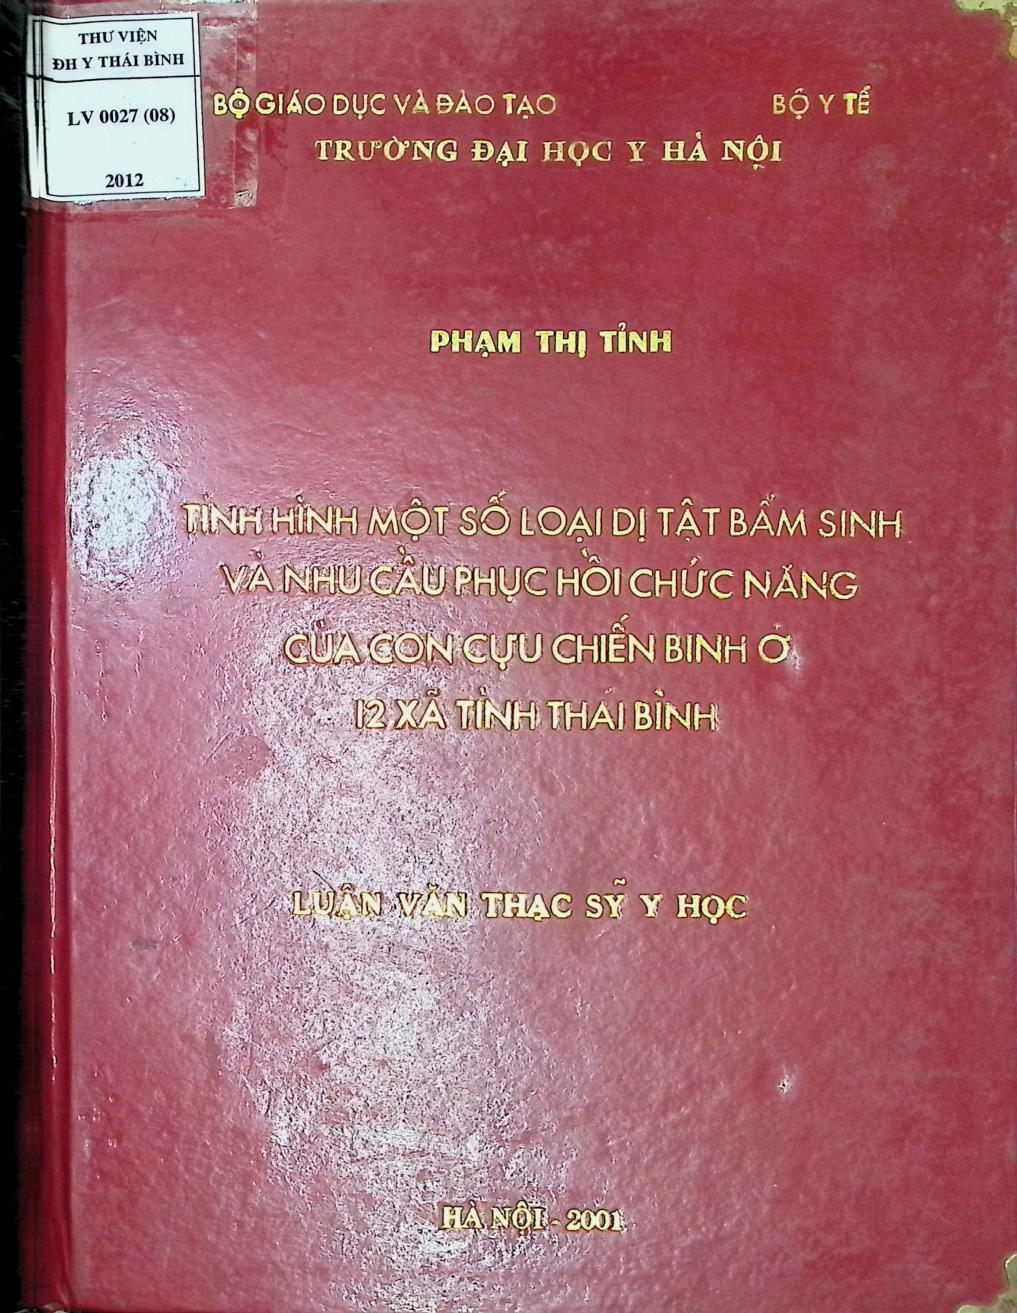 THƯ VIỆN
ĐH Y THÁI BÌNH
LV 0027 (08)
2012
BỘ GIÁO DỤC VÀ ĐÀO TẠO BỘ Y TẾ
TRƯỜNG ĐẠI HỌC Y HÀ NỘI
PHẠM THỊ TỈNH
TÌNH HÌNH MỘT SỐ LOẠI DỊ TẬT BẨM SINH
VÀ NHU CẦU PHỤC HỒI CHỨC NĂNG
CỦA CON CỰU CHIẾN BINH Ở
12 XÃ TỈNH THÁI BÌNH
LUẬN VĂN THẠC SỸ Y HỌC
HÀ NỘI - 2001